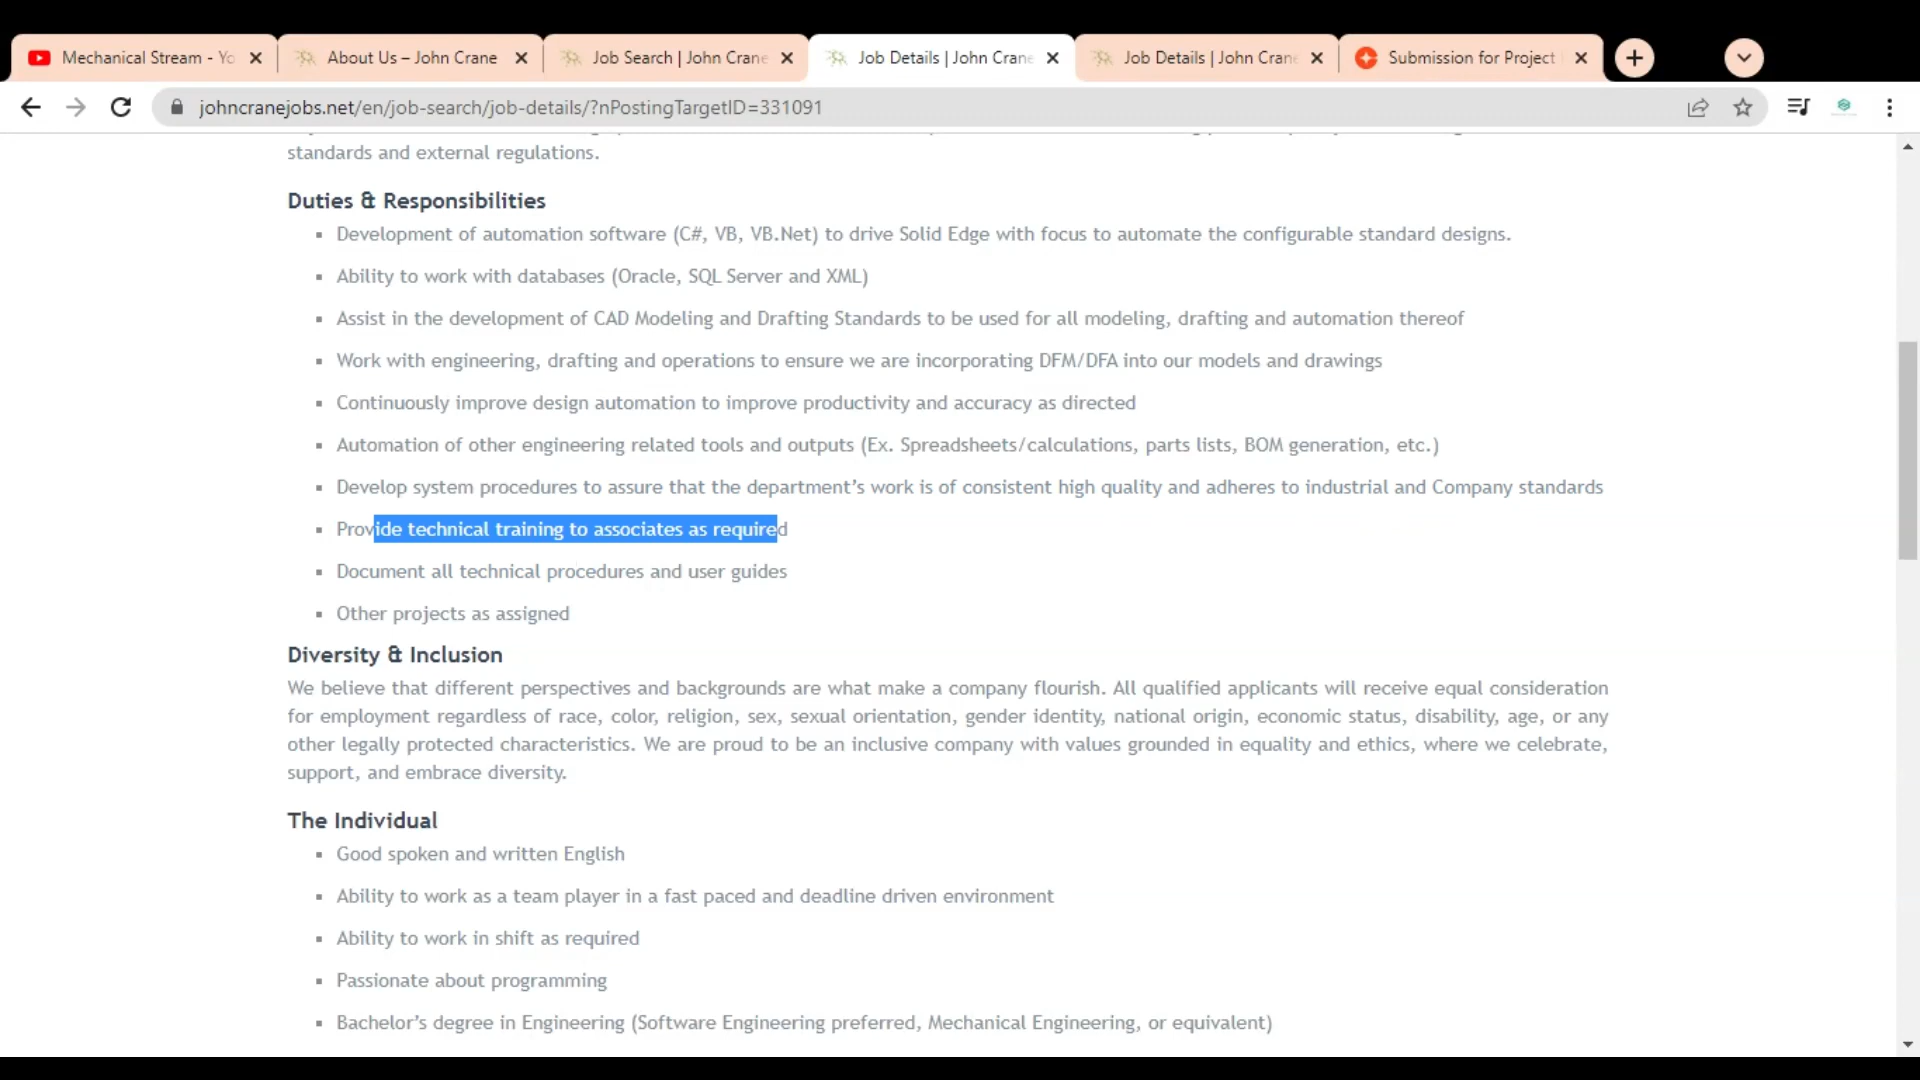 Mechanical Stream - Yo
About Us – John Crane
Job Search | John Crane
Job Details | John Crane
Job Details | John Crane
Submission for Project
johncranejobs.net/en/job-search/job-details/?nPostingTargetID=331091
standards and external regulations.
Duties & Responsibilities
▪ Development of automation software (C#, VB, VB.Net) to drive Solid Edge with focus to automate the configurable standard designs.
▪ Ability to work with databases (Oracle, SQL Server and XML)
▪ Assist in the development of CAD Modeling and Drafting Standards to be used for all modeling, drafting and automation thereof
▪ Work with engineering, drafting and operations to ensure we are incorporating DFM/DFA into our models and drawings
▪ Continuously improve design automation to improve productivity and accuracy as directed
▪ Automation of other engineering related tools and outputs (Ex. Spreadsheets/calculations, parts lists, BOM generation, etc.)
▪ Develop system procedures to assure that the department’s work is of consistent high quality and adheres to industrial and Company standards
▪ Provide technical training to associates as required
▪ Document all technical procedures and user guides
▪ Other projects as assigned
Diversity & Inclusion
We believe that different perspectives and backgrounds are what make a company flourish. All qualified applicants will receive equal consideration
for employment regardless of race, color, religion, sex, sexual orientation, gender identity, national origin, economic status, disability, age, or any
other legally protected characteristics. We are proud to be an inclusive company with values grounded in equality and ethics, where we celebrate,
support, and embrace diversity.
The Individual
▪ Good spoken and written English
▪ Ability to work as a team player in a fast paced and deadline driven environment
▪ Ability to work in shift as required
▪ Passionate about programming
▪ Bachelor’s degree in Engineering (Software Engineering preferred, Mechanical Engineering, or equivalent)